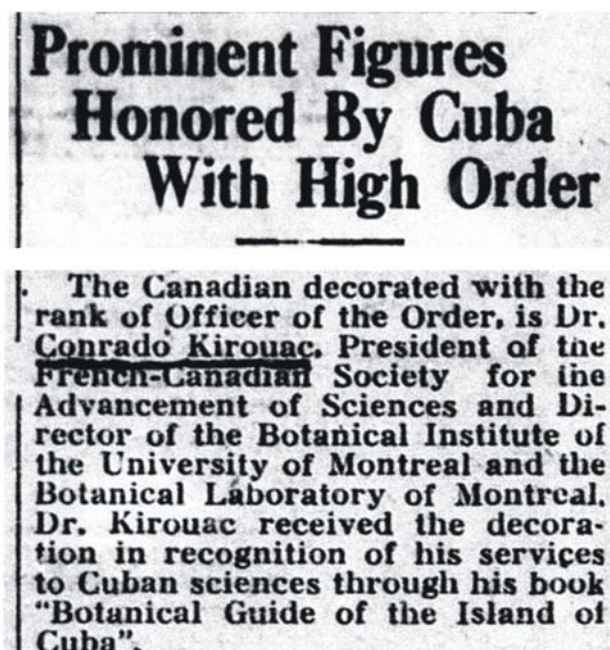 Prominent Figures
Honored By Cuba
With High Order
The Canadian decorated with the
rank of Officer of the Order, is Dr.
Conrado Kirouac, President of the
French-Canadian Society for the
Advancement of Sciences and Di-
rector of the Botanical Institute of
the University of Montreal and the
Botanical Laboratory of Montreal.
Dr. Kirouac received the decora-
tion in recognition of his services
to Cuban sciences through his book
"Botanical Guide of the Island of
Cuba".